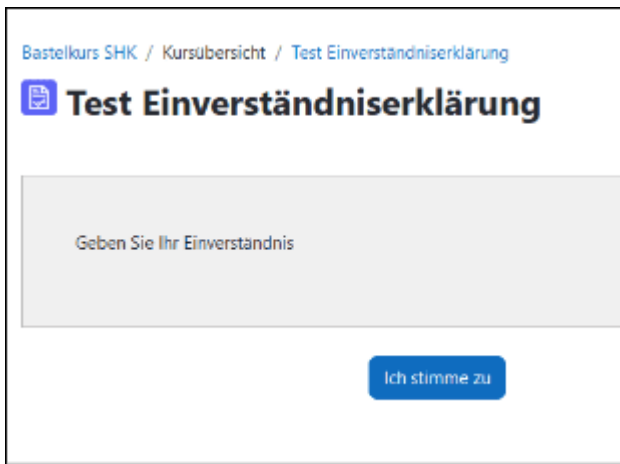 Bastelkurs SHK / Kursübersicht / Test Einverständniserklärung
Test Einverständniserklärung
Geben Sie Ihr Einverständnis
Ich stimme zu